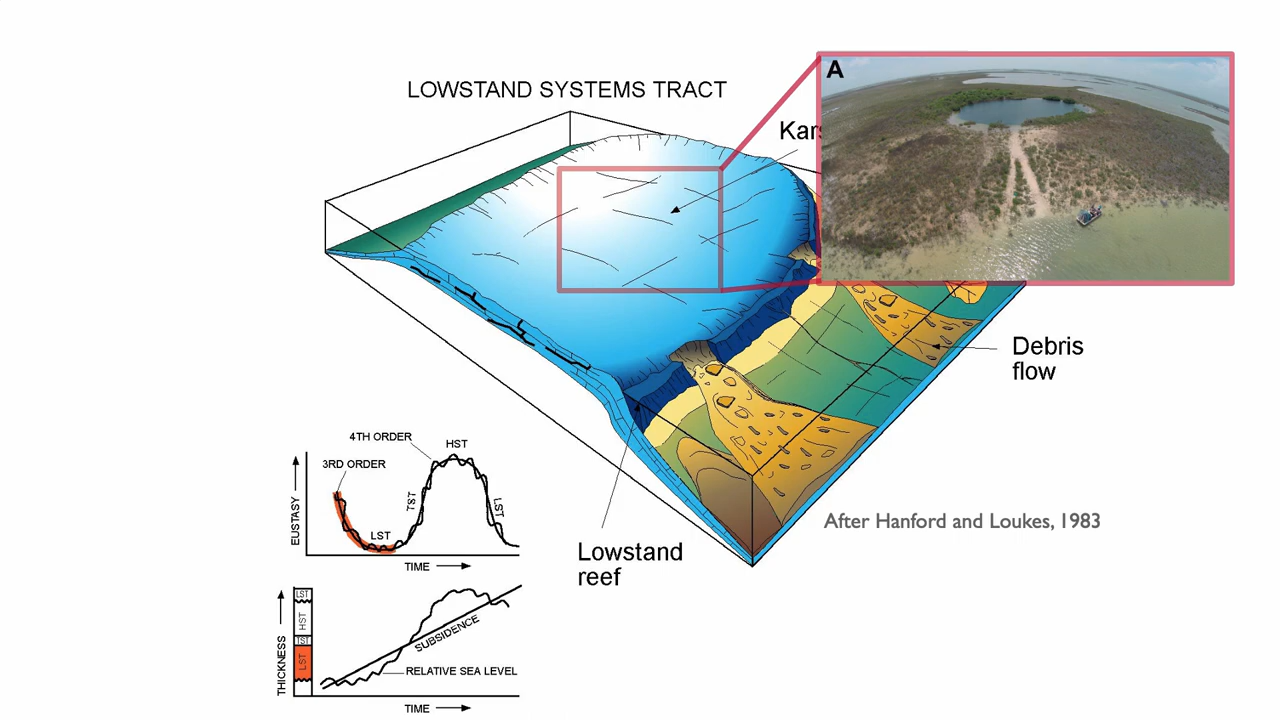 LOWSTAND SYSTEMS TRACT
A
Debris
flow
After Hanford and Loukes, 1983
Lowstand
reef
4TH ORDER
HST
3RD ORDER
EUSTASY
TST
LST
LST
TIME
LST
HST
TST
LST
THICKNESS
SUBSIDENCE
RELATIVE SEA LEVEL
TIME